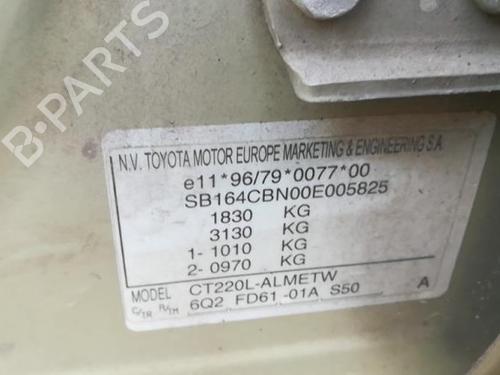 B-PARTS
N.V. TOYOTA MOTOR EUROPE MARKETING & ENGINEERING S.A.
e11*96/79*0077*00
SB164CBN00E005825
1830 KG
3130 KG
1- 1010 KG
2- 0970 KG
MODEL CT220L-ALMETW
C/TR R/IM 6Q2 FD61 -01A S50 A